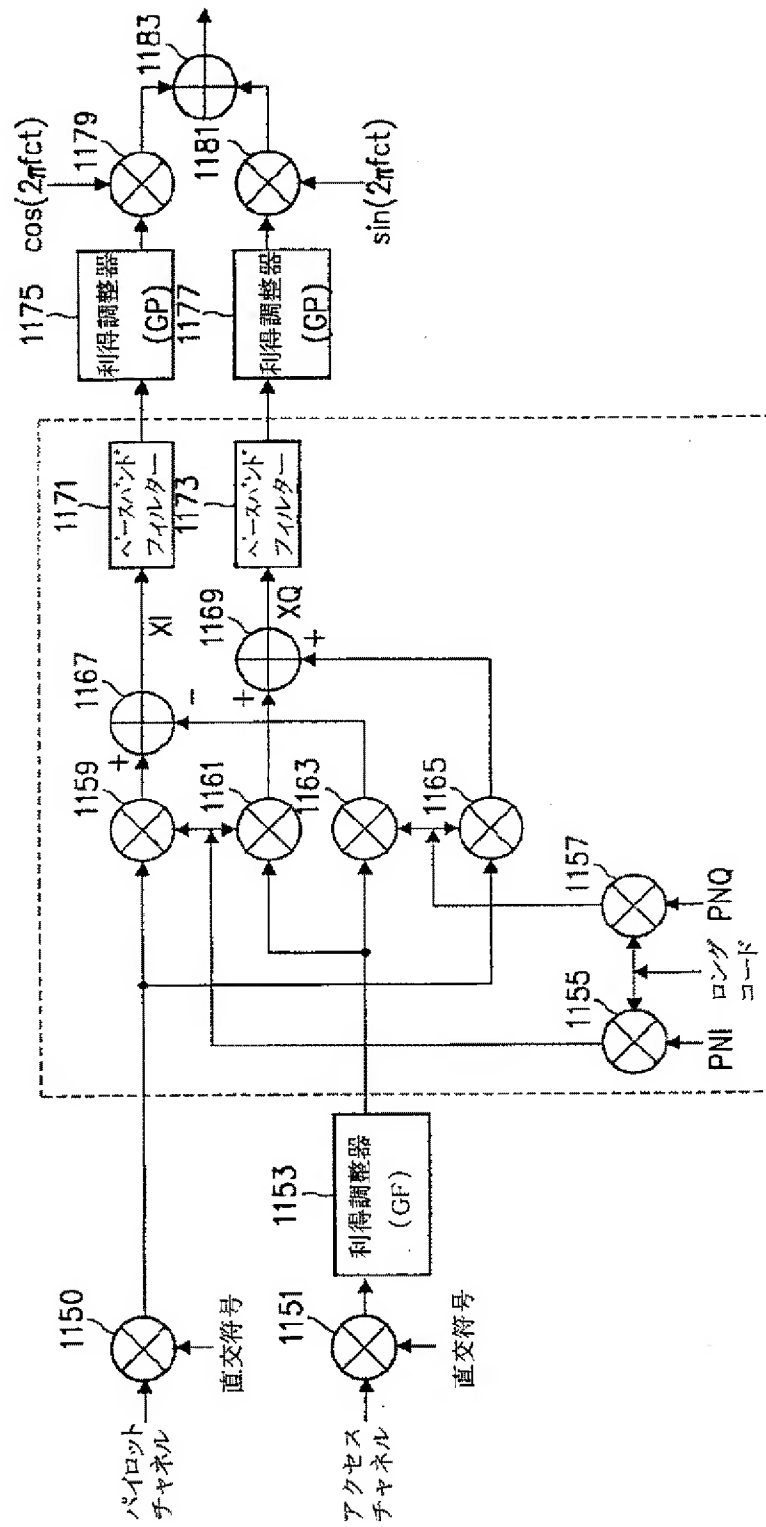 パイロット
チャネル
1150
直交符号
アクセス
チャネル
1151
直交符号
1153
利得調整器
(GF)
1155
PNI
ロング
コード
1157
PNQ
1159
1161
1163
1165
1167
+
-
XI
1169
+
+
XQ
1171
ベースバンド
フィルター
1173
ベースバンド
フィルター
1175
利得調整器
(GP)
1177
利得調整器
(GP)
cos(2πfct)
1179
1181
sin(2πfct)
1183